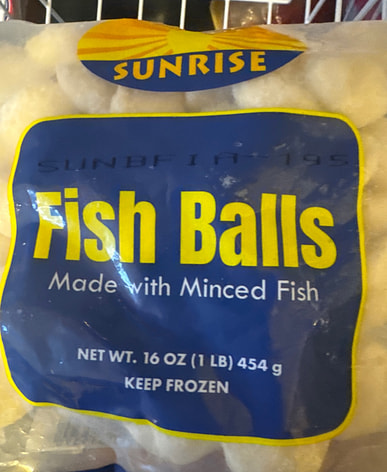 SUNRISE
Fish Balls
Made with Minced Fish
NET WT. 16 OZ (1 LB) 454 g
KEEP FROZEN